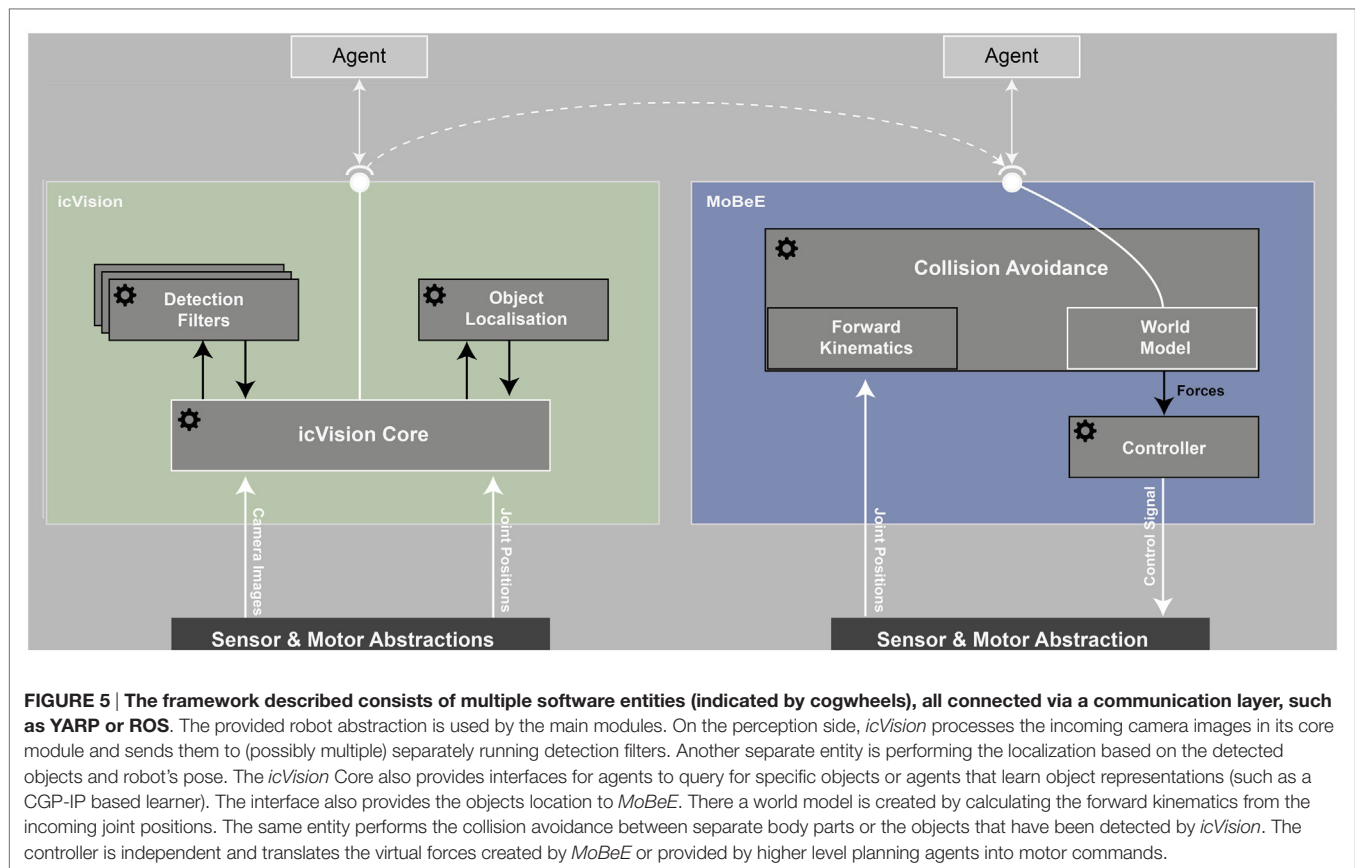 Agent
Agent
icVision
MoBeE
Detection
Filters
Object
Localisation
icVision Core
Camera Images
Joint Positions
Sensor & Motor Abstractions
Collision Avoidance
Forward
Kinematics
World
Model
Forces
Controller
Joint Positions
Control Signal
Sensor & Motor Abstraction
FIGURE 5 | The framework described consists of multiple software entities (indicated by cogwheels), all connected via a communication layer, such
as YARP or ROS. The provided robot abstraction is used by the main modules. On the perception side, icVision processes the incoming camera images in its core
module and sends them to (possibly multiple) separately running detection filters. Another separate entity is performing the localization based on the detected
objects and robot's pose. The icVision Core also provides interfaces for agents to query for specific objects or agents that learn object representations (such as a
CGP-IP based learner). The interface also provides the objects location to MoBeE. There a world model is created by calculating the forward kinematics from the
incoming joint positions. The same entity performs the collision avoidance between separate body parts or the objects that have been detected by icVision. The
controller is independent and translates the virtual forces created by MoBeE or provided by higher level planning agents into motor commands.